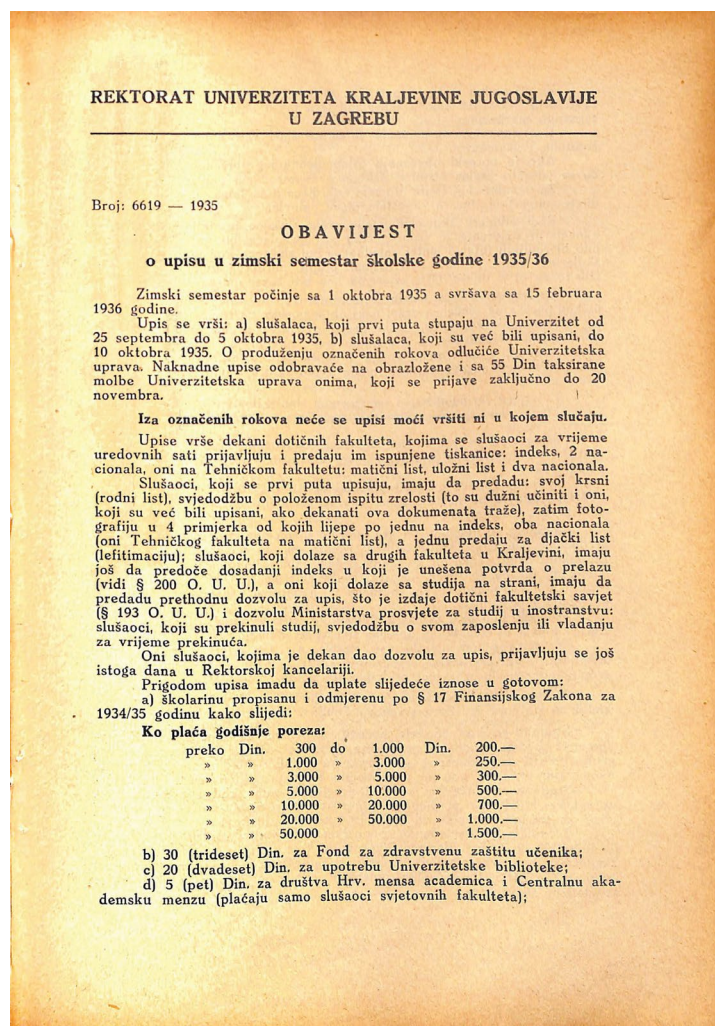 REKTORAT UNIVERZITETA KRALJEVINE JUGOSLAVIJE
U ZAGREBU
Broj: 6619 — 1935
OBAVIJEST
o upisu u zimski semestar školske godine 1935/36
Zimski semestar počinje sa 1 oktobra 1935 a svršava sa 15 februara
1936 godine.
Upis se vrši: a) slušalaca, koji prvi puta stupaju na Univerzitet od
25 septembra do 5 oktobra 1935, b) slušalaca, koji su već bili upisani, do
10 oktobra 1935. O produženju označenih rokova odlučiće Univerzitetska
uprava. Naknadne upise odobravaće na obrazložene i sa 55 Din taksirane
molbe Univerzitetska uprava onima, koji se prijave zaključno do 20
novembra.
Iza označenih rokova neće se upisi moći vršiti ni u kojem slučaju.
Upise vrše dekani dotičnih fakulteta, kojima se slušaoci za vrijeme
uredovnih sati prijavljuju i predaju im ispunjene tiskanice: indeks, 2 na-
cionala, oni na Tehničkom fakultetu: matični list, uložni list i dva nacionala.
Slušaoci, koji se prvi puta upisuju, imaju da predadu: svoj krsni
(rodni list), svjedodžbu o položenom ispitu zrelosti (to su dužni učiniti i oni,
koji su već bili upisani, ako dekanati ova dokumenata traže), zatim foto-
grafiju u 4 primjerka od kojih lijepe po jednu na indeks, oba nacionala
(oni Tehničkog fakulteta na matični list), a jednu predaju za djački list
(lefitimaciju); slušaoci, koji dolaze sa drugih fakulteta u Kraljevini, imaju
još da predoče dosadanji indeks u koji je unešena potvrda o prelazu
(vidi § 200 O. U. U.), a oni koji dolaze sa studija na strani, imaju da
predadu prethodnu dozvolu za upis, što je izdaje dotični fakultetski savjet
(§ 193 O. U. U.) i dozvolu Ministarstva prosvjete za studij u inostranstvu:
slušaoci, koji su prekinuli studij, svjedodžbu o svom zaposlenju ili vladanju
za vrijeme prekinuća.
Oni slušaoci, kojima je dekan dao dozvolu za upis, prijavljuju se još
istoga dana u Rektorskoj kancelariji.
Prigodom upisa imadu da uplate slijedeće iznose u gotovom:
a) školarinu propisanu i odmjerenu po § 17 Finansijskog Zakona za
1934/35 godinu kako slijedi:
Ko plaća godišnje poreza:
preko Din. 300 do 1.000 Din. 200.—
» » 1.000 » 3.000 » 250.—
» » 3.000 » 5.000 » 300.—
» » 5.000 » 10.000 » 500.—
» » 10.000 » 20.000 » 700.—
» » 20.000 » 50.000 » 1.000.—
» » 50.000 » 1.500.—
b) 30 (trideset) Din. za Fond za zdravstvenu zaštitu učenika;
c) 20 (dvadeset) Din. za upotrebu Univerzitetske biblioteke;
d) 5 (pet) Din. za društva Hrv. mensa academica i Centralnu aka-
demsku menzu (plaćaju samo slušaoci svjetovnih fakulteta);